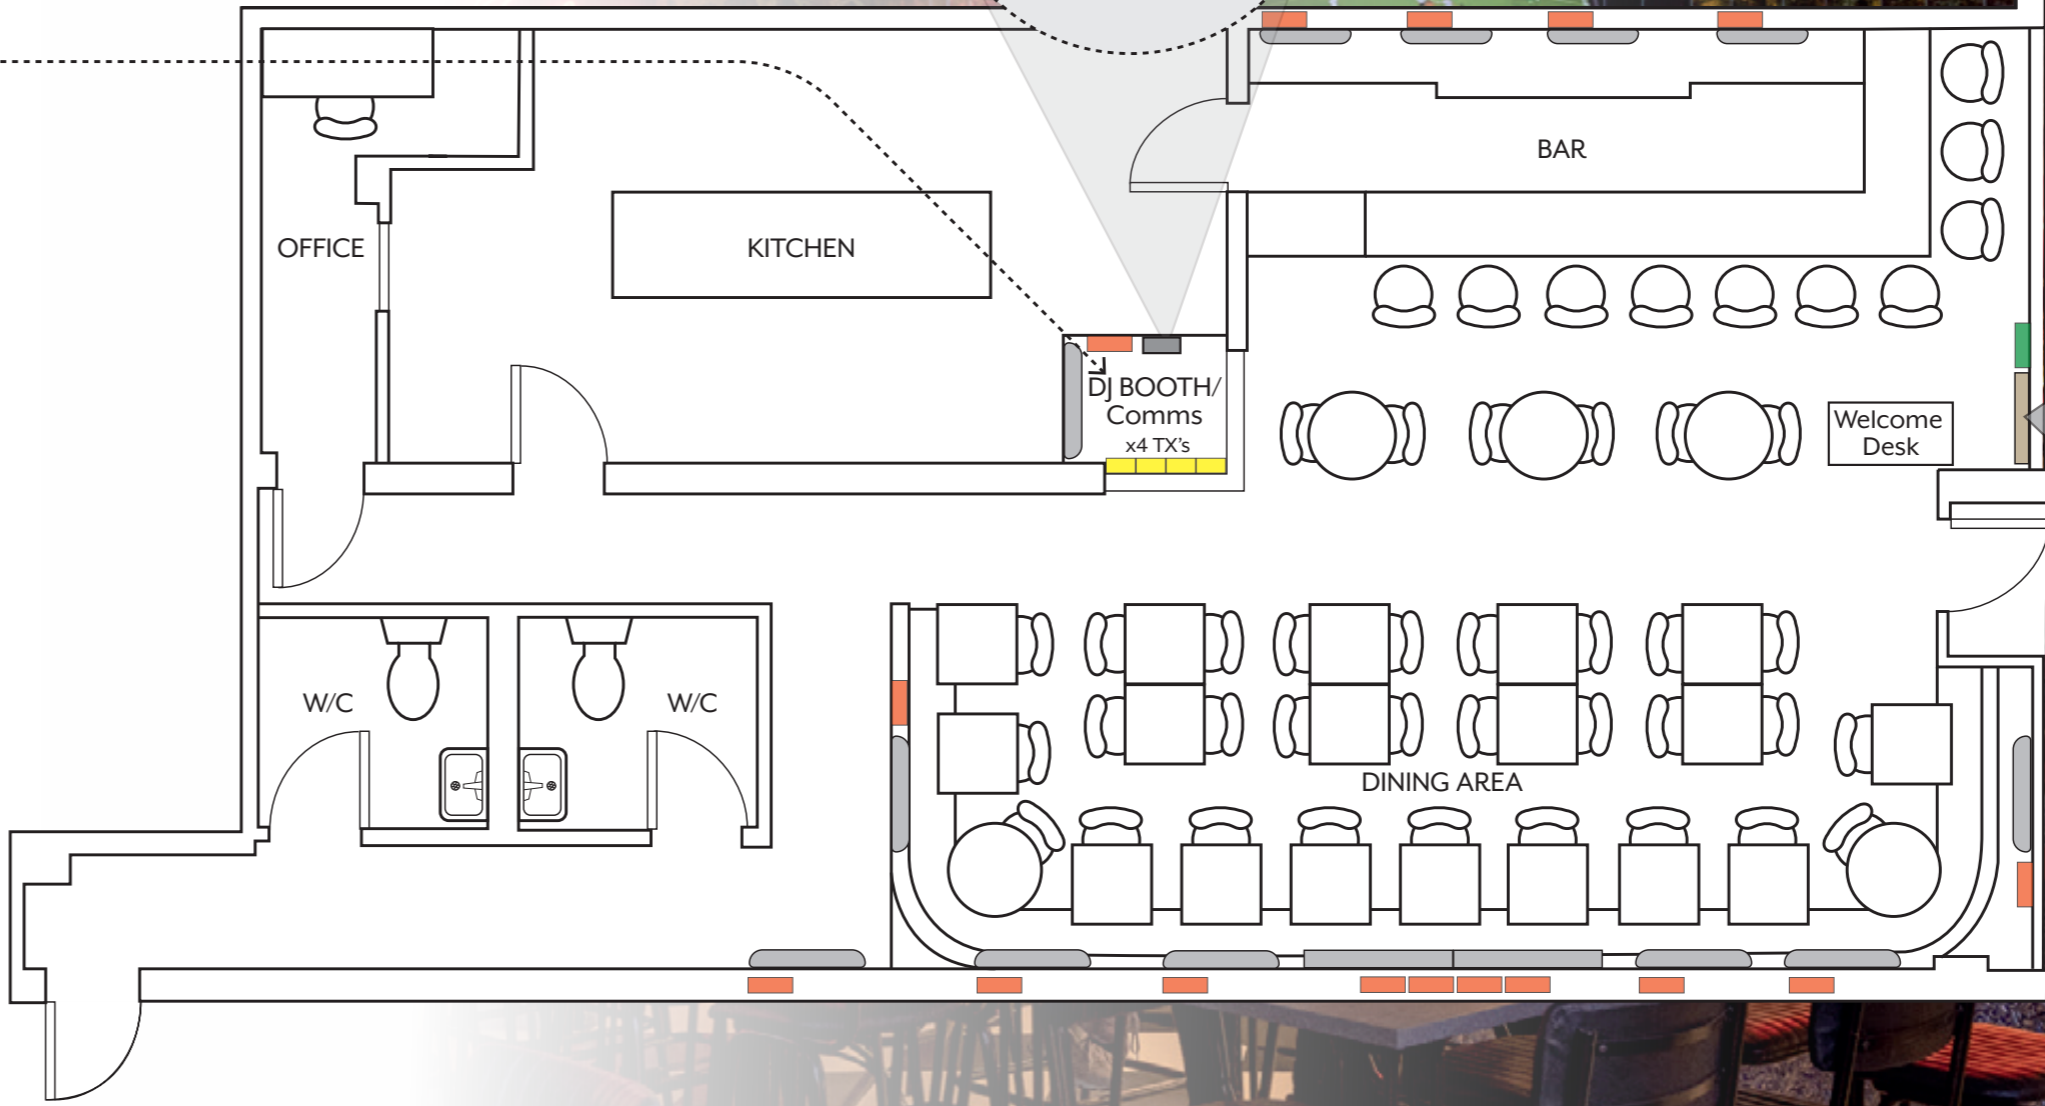 BAR
OFFICE
KITCHEN
DJ BOOTH/
Comms
x4 TX's
Welcome
Desk
W/C
W/C
DINING AREA